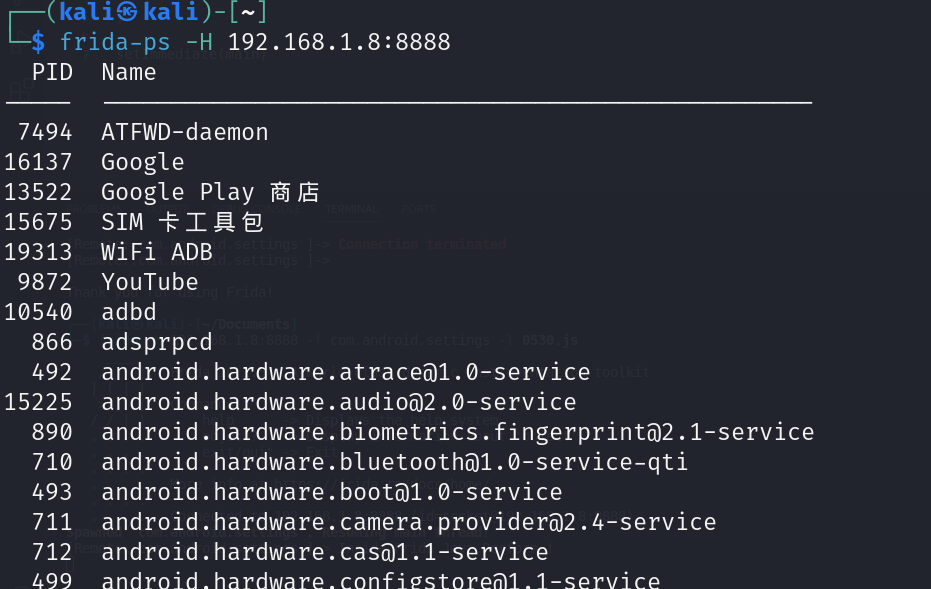 ┌──(kali㉿kali)-[~]
└─$ frida-ps -H 192.168.1.8:8888
PID Name
7494 ATFWD-daemon
16137 Google
13522 Google Play 商店
15675 SIM 卡工具包
19313 WiFi ADB
9872 YouTube
10540 adbd
866 adsprpcd
492 android.hardware.atrace@1.0-service
15225 android.hardware.audio@2.0-service
890 android.hardware.biometrics.fingerprint@2.1-service
710 android.hardware.bluetooth@1.0-service-qti
493 android.hardware.boot@1.0-service
711 android.hardware.camera.provider@2.4-service
712 android.hardware.cas@1.1-service
499 android.hardware.configstore@1.1-service